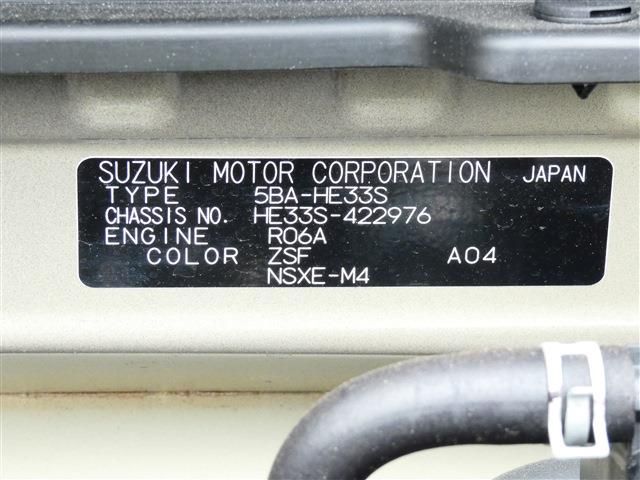 SUZUKI MOTOR CORPORATION JAPAN
TYPE 5BA-HE33S
CHASSIS NO. HE33S-422976
ENGINE R06A
COLOR ZSF A04
NSXE-M4